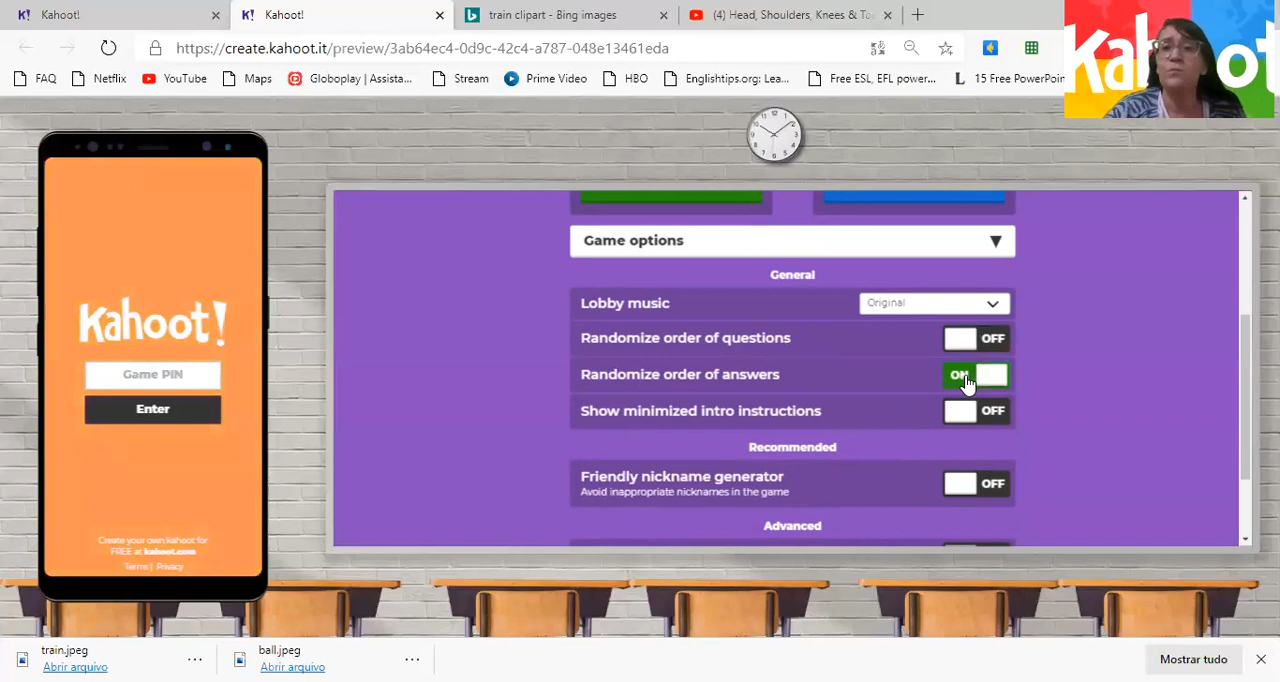 K! Kahoot!
K! Kahoot!
train clipart - Bing images
(4) Head, Shoulders, Knees & To
https://create.kahoot.it/preview/3ab64ec4-0d9c-42c4-a787-048e13461eda
FAQ
Netflix
YouTube
Maps
Globoplay | Assista...
Stream
Prime Video
HBO
Englishtips.org: Lea...
Free ESL, EFL power...
15 Free PowerPoin
Kahoot!
Game PIN
Enter
Create your own kahoot for
FREE at kahoot.com
Terms | Privacy
Game options
General
Lobby music
Original
Randomize order of questions
OFF
Randomize order of answers
ON
Show minimized intro instructions
OFF
Recommended
Friendly nickname generator
Avoid inappropriate nicknames in the game
OFF
Advanced
train.jpeg
Abrir arquivo
ball.jpeg
Abrir arquivo
Mostrar tudo